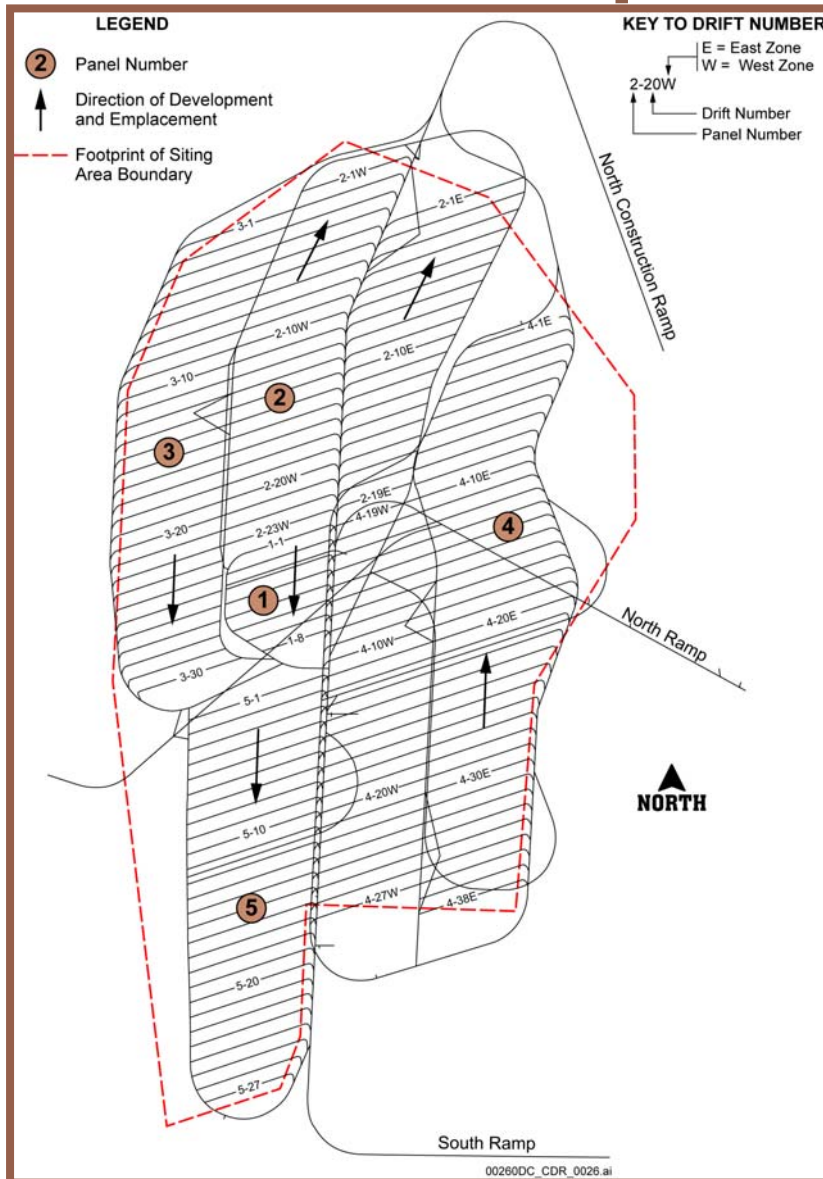 LEGEND
2
Panel Number
Direction of Development
and Emplacement
Footprint of Siting
Area Boundary
KEY TO DRIFT NUMBER
E = East Zone
W = West Zone
2-20W
Drift Number
Panel Number
North Construction Ramp
2-1W
2-1E
3-1
2-10W
4-1E
2-10E
3-10
2
3
2-20W
4-10E
2-19E
4-19W
2-23W
3-20
1-1
4
1
4-20E
1-8
4-10W
North Ramp
3-30
5-1
4-30E
4-20W
NORTH
5-10
4-27W
4-38E
5
5-20
5-27
South Ramp
00260DC_CDR_0026.ai